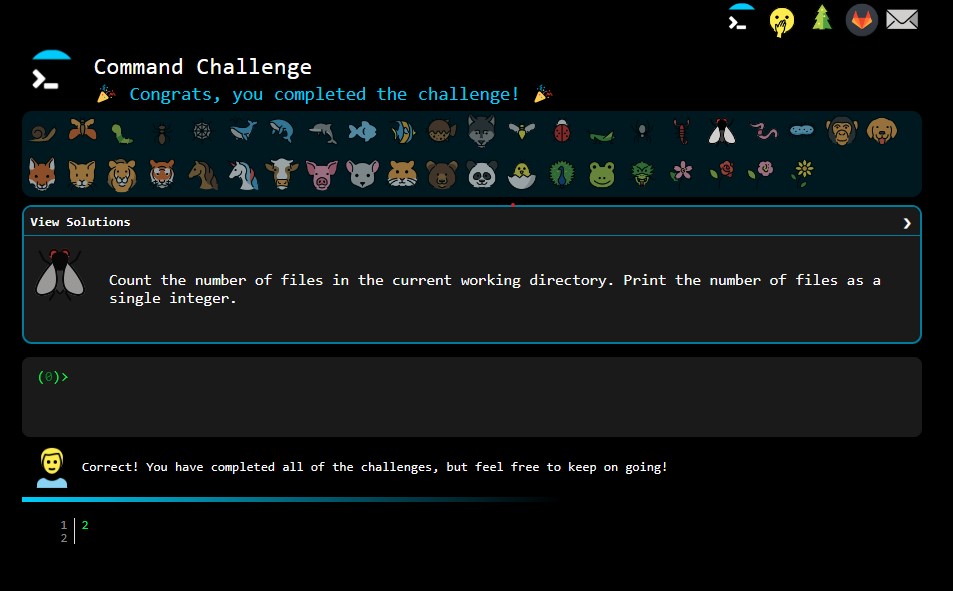 Command Challenge
Congrats, you completed the challenge!
View Solutions
Count the number of files in the current working directory. Print the number of files as a
single integer.
(0)>
Correct! You have completed all of the challenges, but feel free to keep on going!
1 2
2